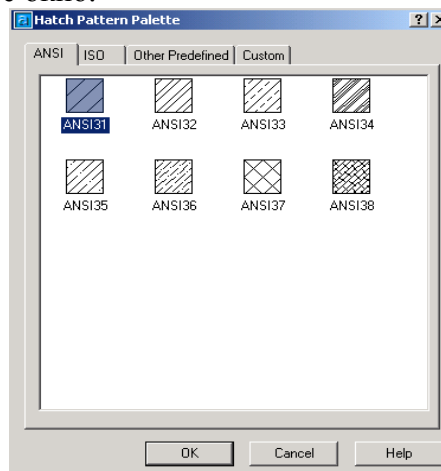 Hatch Pattern Palette
ANSI ISO Other Predefined Custom
ANSI31 ANSI32 ANSI33 ANSI34
ANSI35 ANSI36 ANSI37 ANSI38
OK Cancel Help